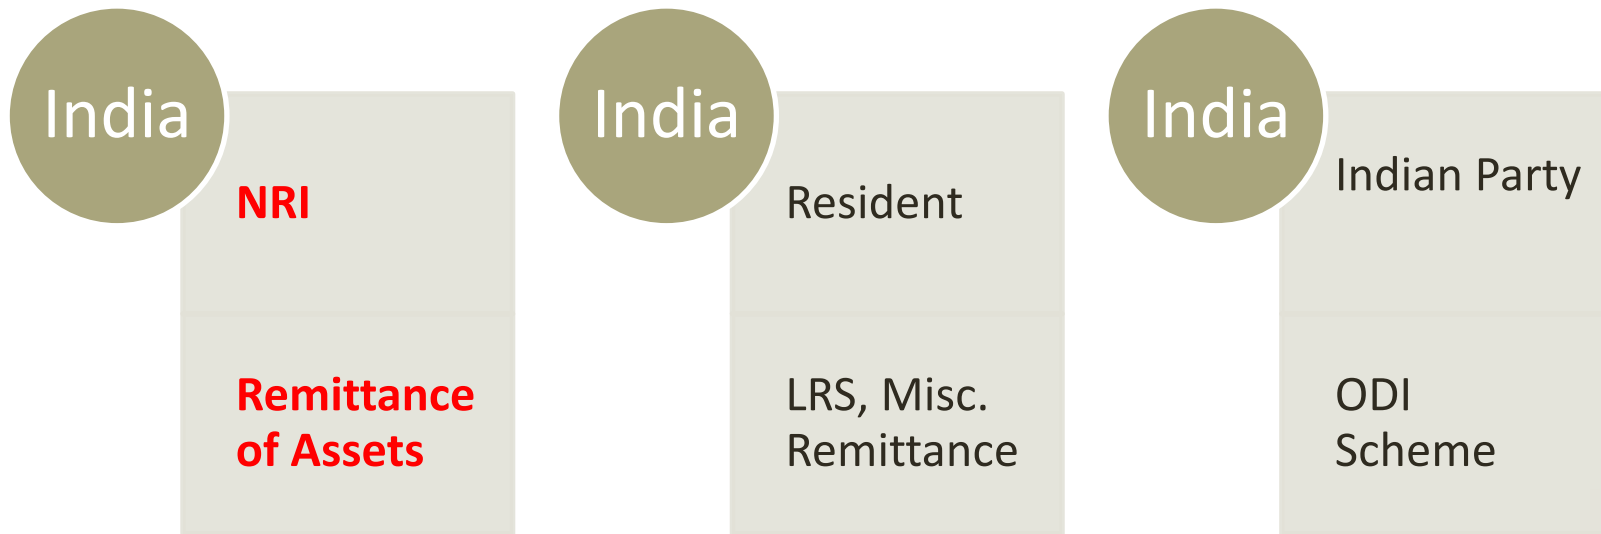 India
NRI
Remittance
of Assets
India
Resident
LRS, Misc.
Remittance
India
Indian Party
ODI
Scheme